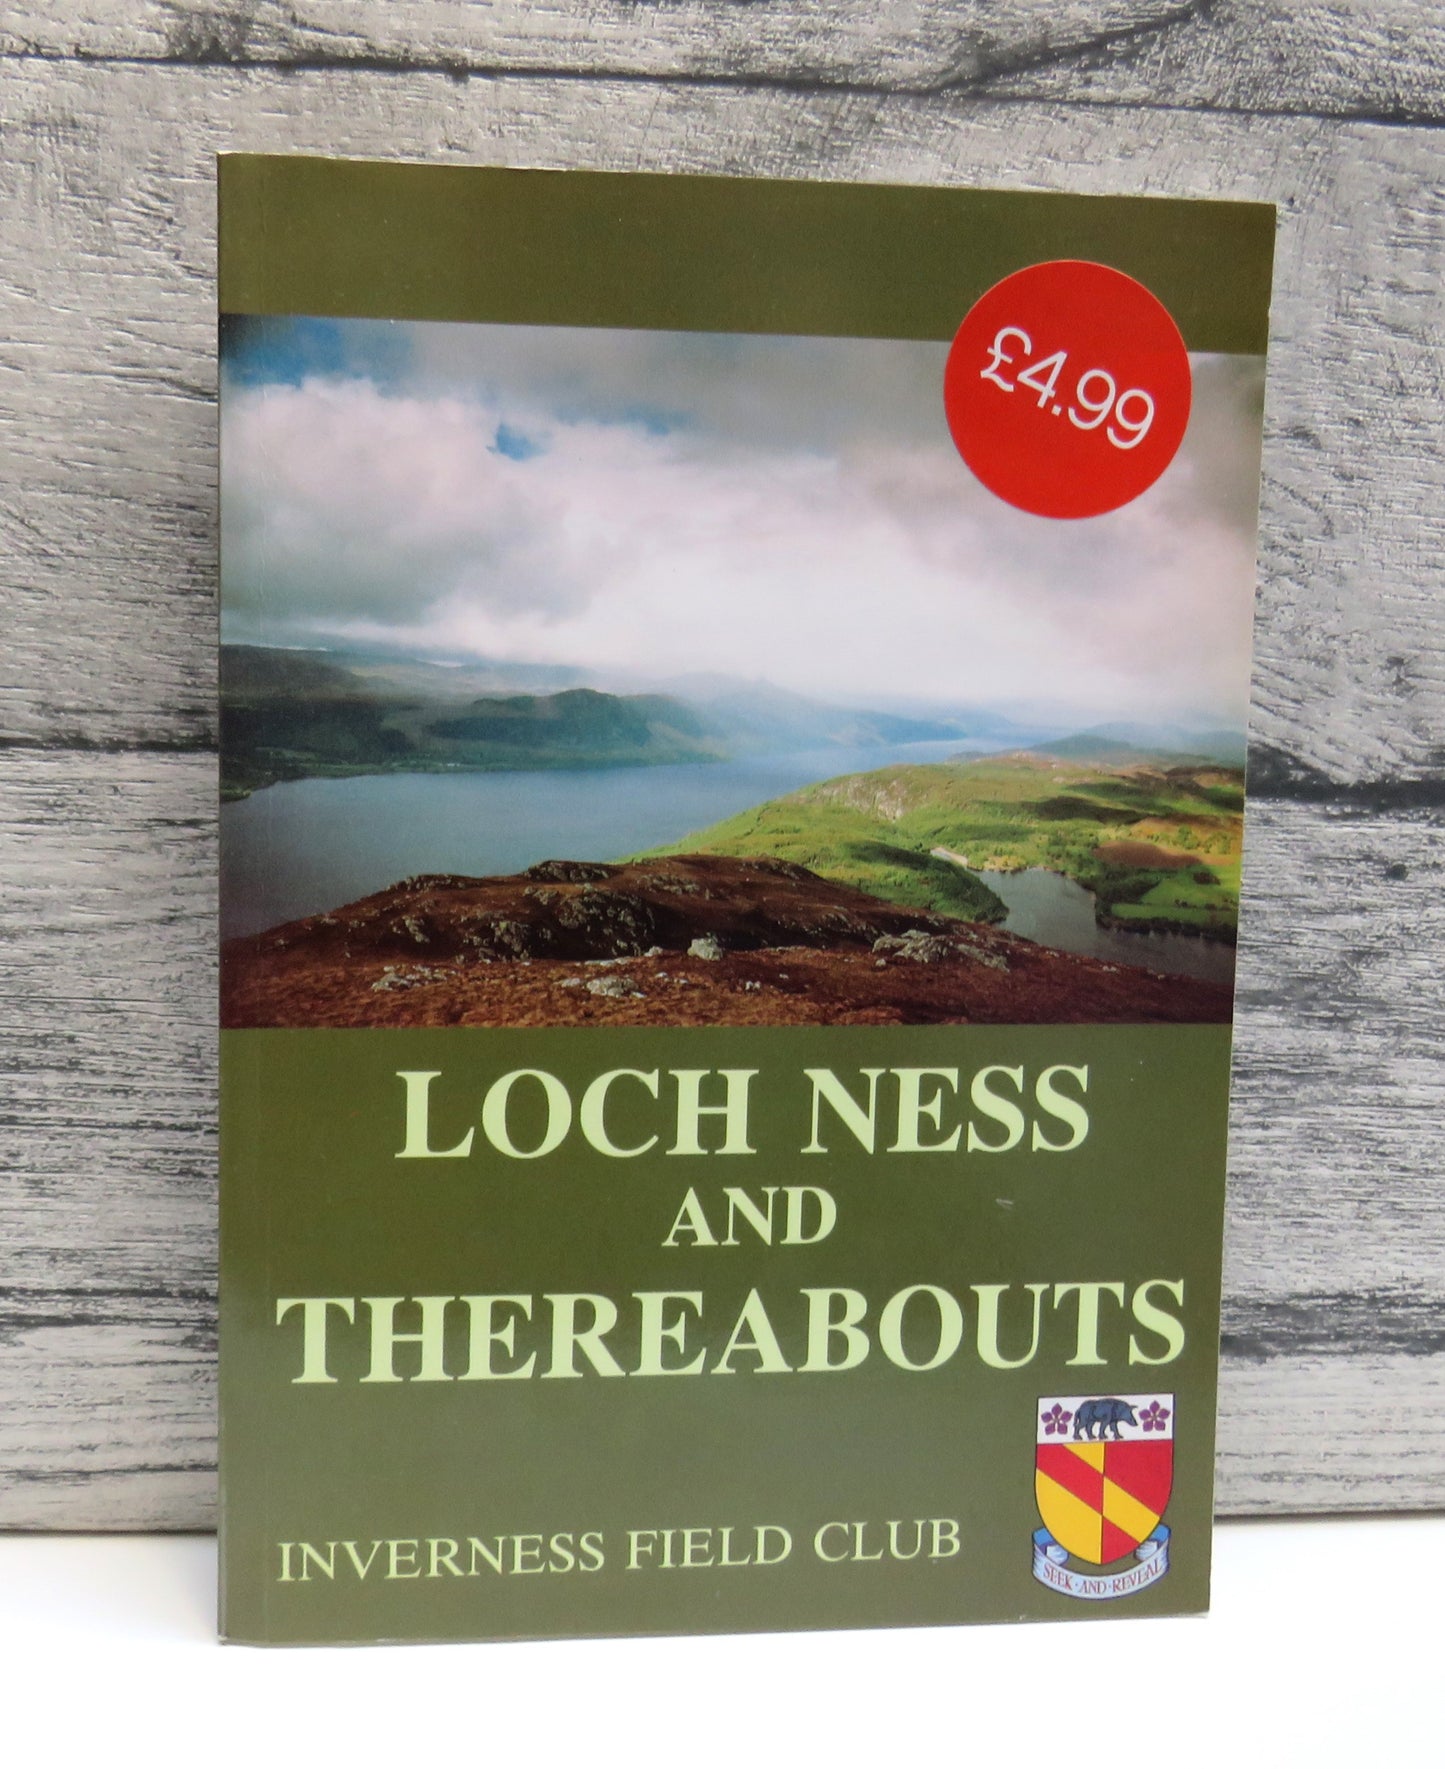 £4.99
LOCH NESS
AND
THEREABOUTS
INVERNESS FIELD CLUB
SEEK·AND·REVEAL